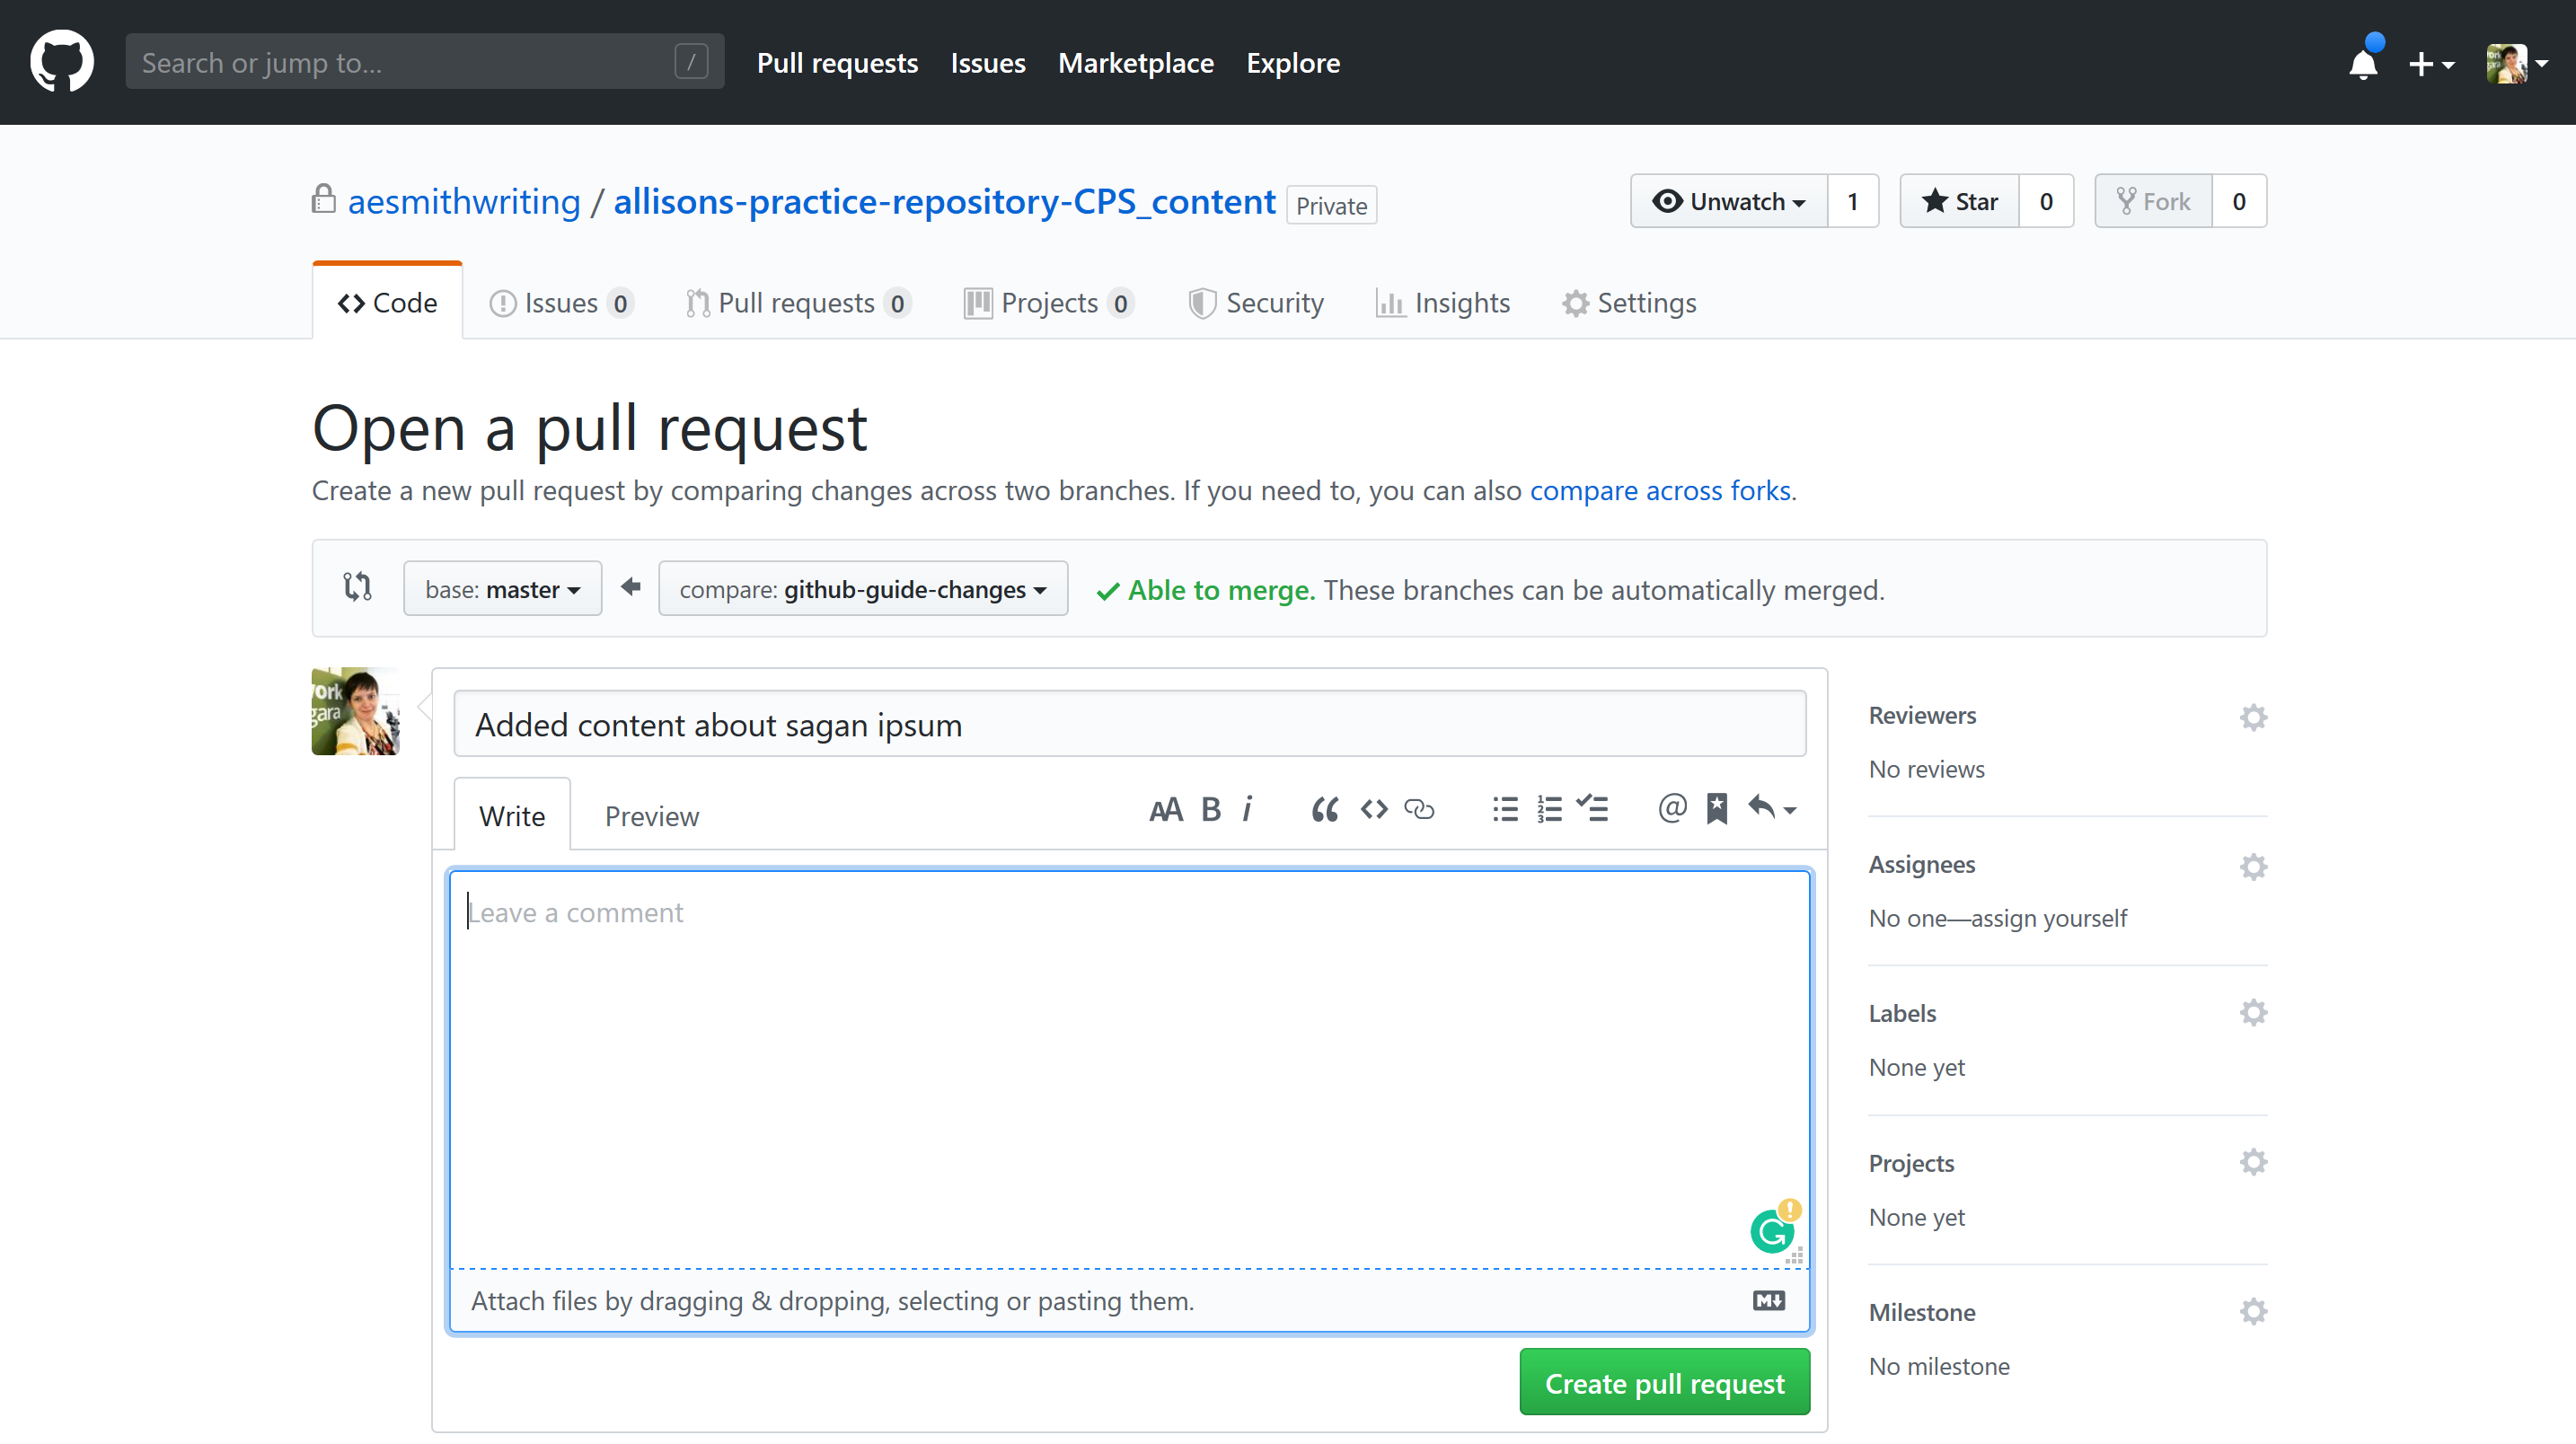 Search or jump to... /
Pull requests Issues Marketplace Explore
aesmithwriting / allisons-practice-repository-CPS_content Private
Unwatch 1 Star 0 Fork 0
Code Issues 0 Pull requests 0 Projects 0 Security Insights Settings
Open a pull request
Create a new pull request by comparing changes across two branches. If you need to, you can also compare across forks.
base: master compare: github-guide-changes Able to merge. These branches can be automatically merged.
Added content about sagan ipsum
Write Preview
AA B i
@
Leave a comment
Attach files by dragging & dropping, selecting or pasting them.
M
Create pull request
Reviewers
No reviews
Assignees
No one—assign yourself
Labels
None yet
Projects
None yet
Milestone
No milestone